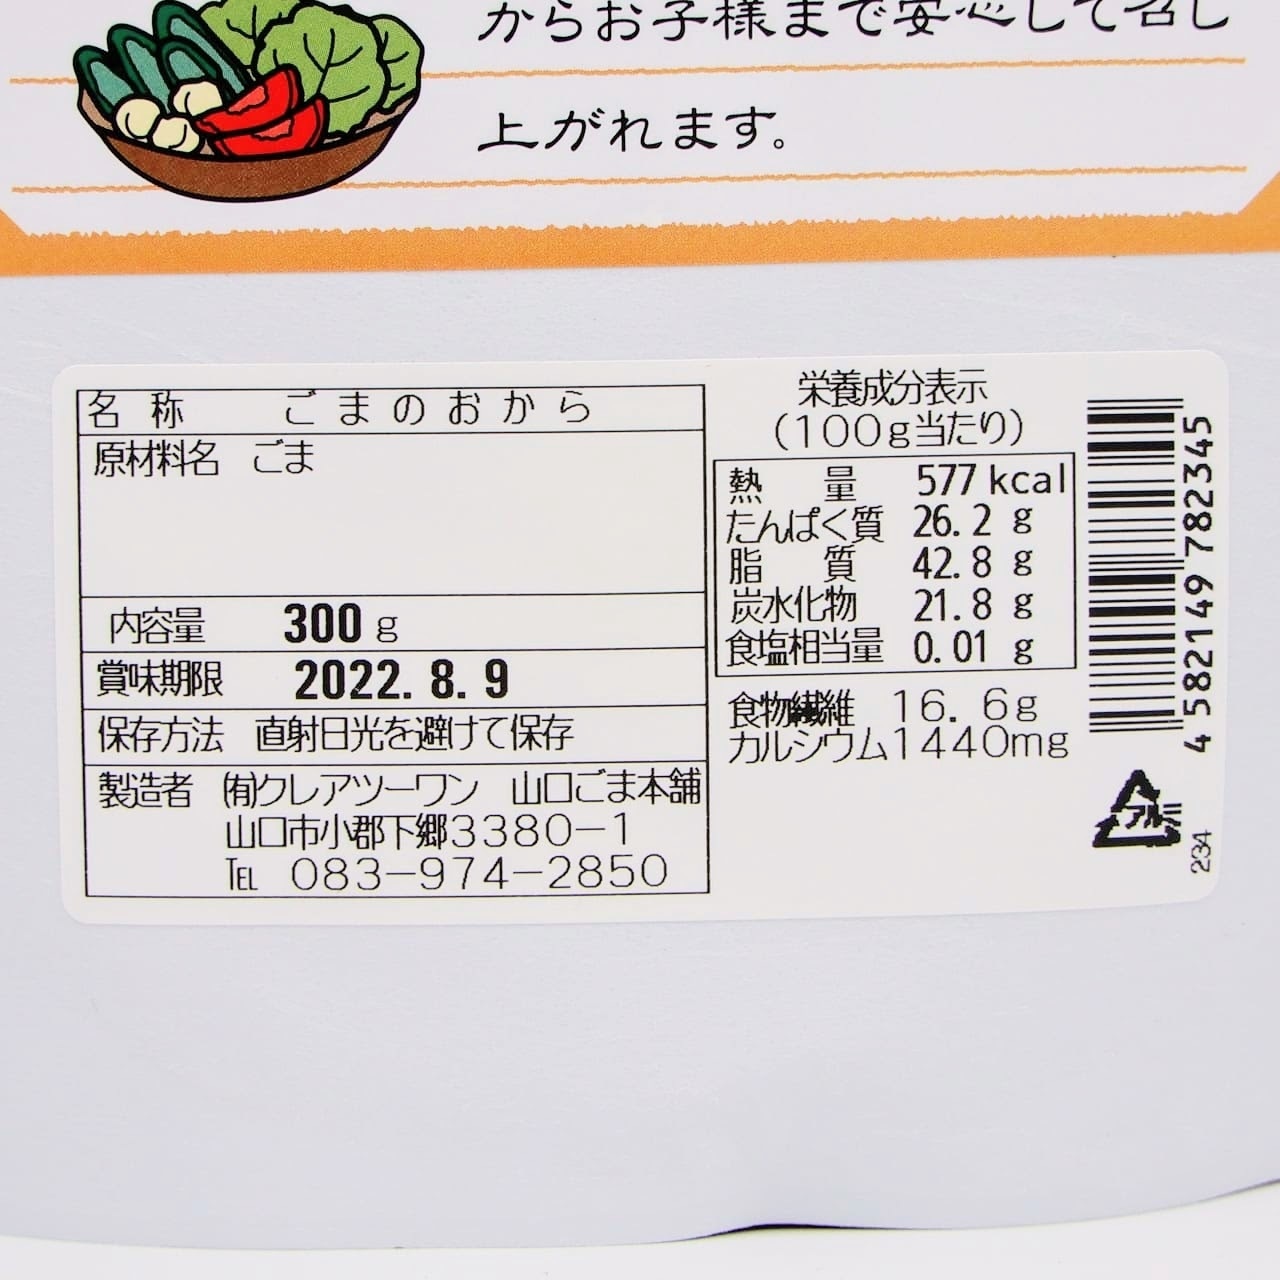 からお子様まで安心して召し
上がれます。
名称 ごまのおから
原材料名 ごま
内容量 300g
賞味期限 2022.8.9
保存方法 直射日光を避けて保存
製造者 ㈲クレアツーワン 山口ごま本舗
山口市小郡下郷3380−1
TEL 083−974−2850
栄養成分表示
(100g当たり)
熱量 577kcal
たんぱく質 26.2g
脂質 42.8g
炭水化物 21.8g
食塩相当量 0.01g
食物繊維 16.6g
カルシウム1440mg
4582149782345
アルミ
234